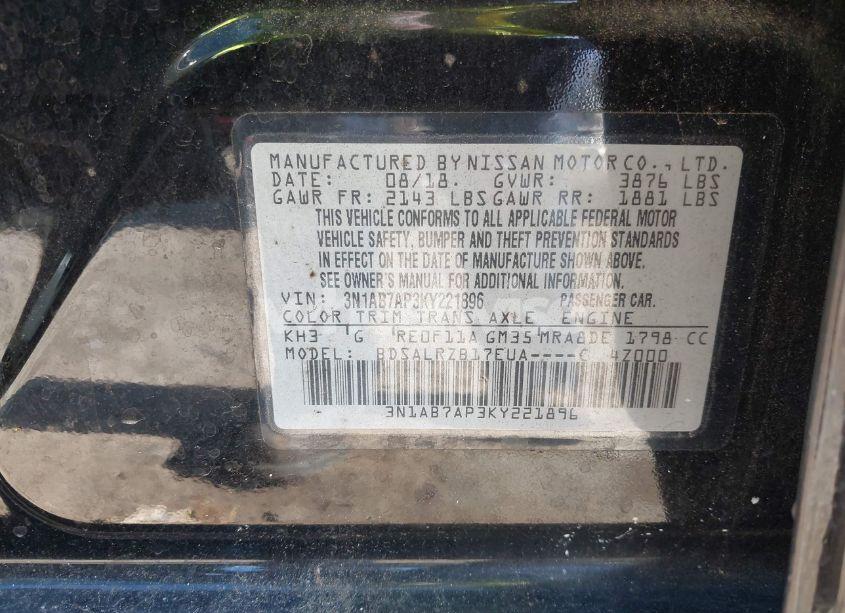 MANUFACTURED BY NISSAN MOTOR CO., LTD.
DATE: 08/18. GVWR: 3876 LBS
GAWR FR: 2143 LBS GAWR RR: 1881 LBS
THIS VEHICLE CONFORMS TO ALL APPLICABLE FEDERAL MOTOR
VEHICLE SAFETY, BUMPER AND THEFT PREVENTION STANDARDS
IN EFFECT ON THE DATE OF MANUFACTURE SHOWN ABOVE.
SEE OWNER'S MANUAL FOR ADDITIONAL INFORMATION.
VIN: 3N1AB7AP3KY221896 PASSENGER CAR.
COLOR TRIM TRANS AXLE ENGINE
KH3 G RE0F11A GM35 MRA8DE 1798 CC
MODEL: BDSALRZB17EUA----C 4Z000
3N1AB7AP3KY221896